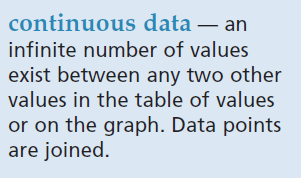 continuous data — an
infinite number of values
exist between any two other
values in the table of values
or on the graph. Data points
are joined.